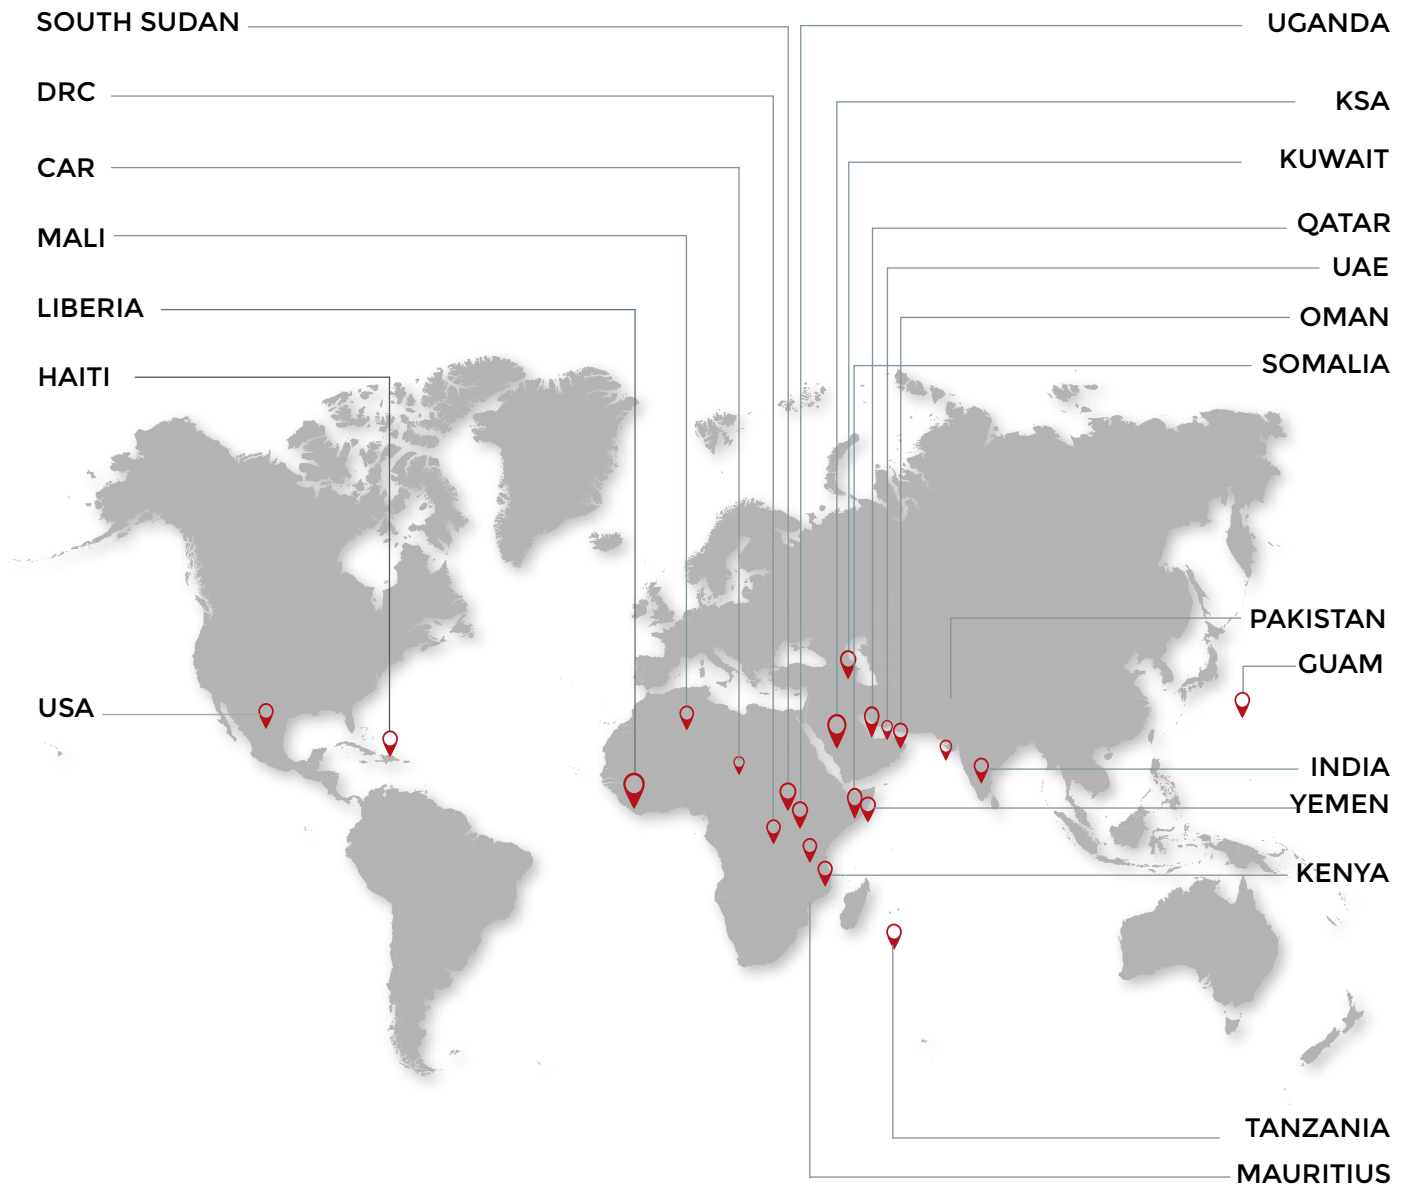 SOUTH SUDAN
DRC
CAR
MALI
LIBERIA
HAITI
USA
UGANDA
KSA
KUWAIT
QATAR
UAE
OMAN
SOMALIA
PAKISTAN
GUAM
INDIA
YEMEN
KENYA
TANZANIA
MAURITIUS